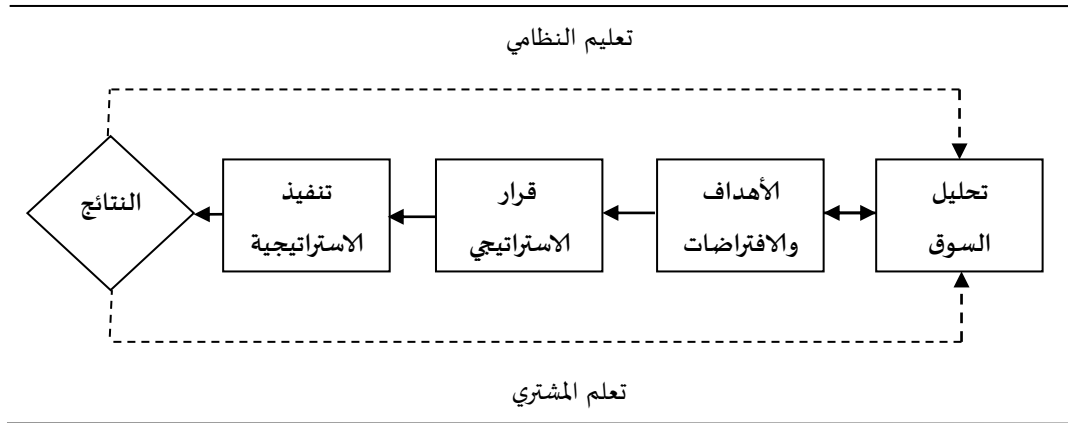 تعليم النظامي
تحليل
السوق
الأهداف
والافتراضات
قرار
الاستراتيجي
تنفيذ
الاستراتيجية
النتائج
تعلم المشتري